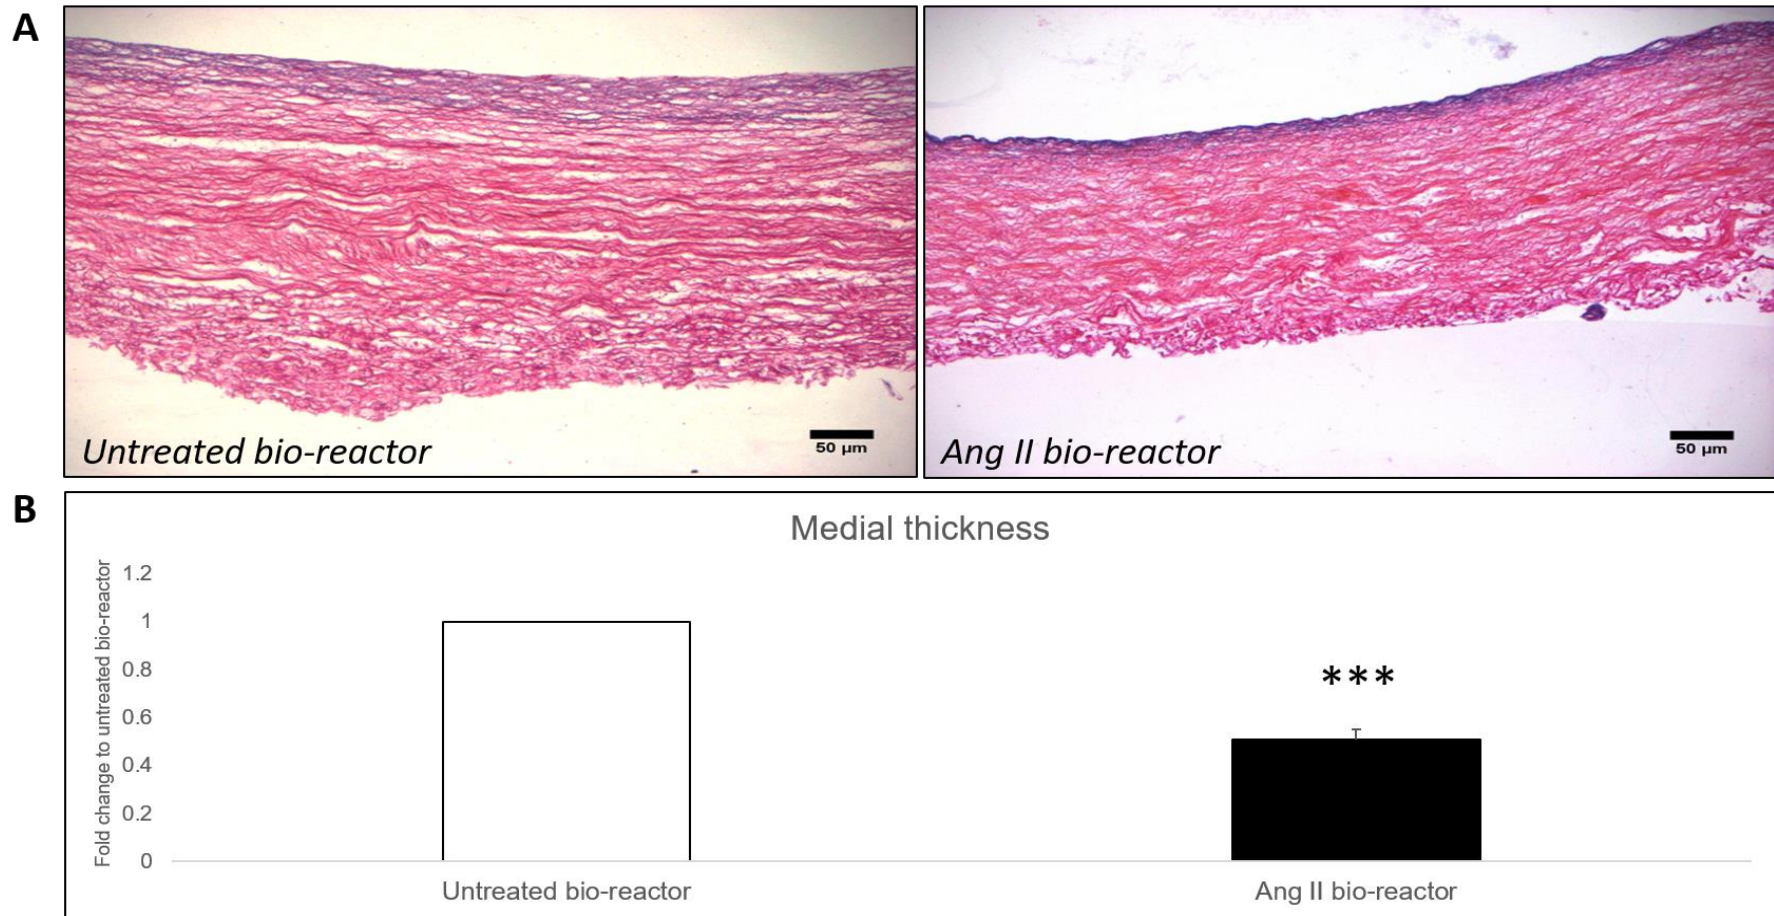 A
Untreated bio-reactor
50 µm
Ang II bio-reactor
50 µm
B
Medial thickness
Fold change to untreated bio-reactor
1.2
1
0.8
0.6
0.4
0.2
0
***
Untreated bio-reactor
Ang II bio-reactor